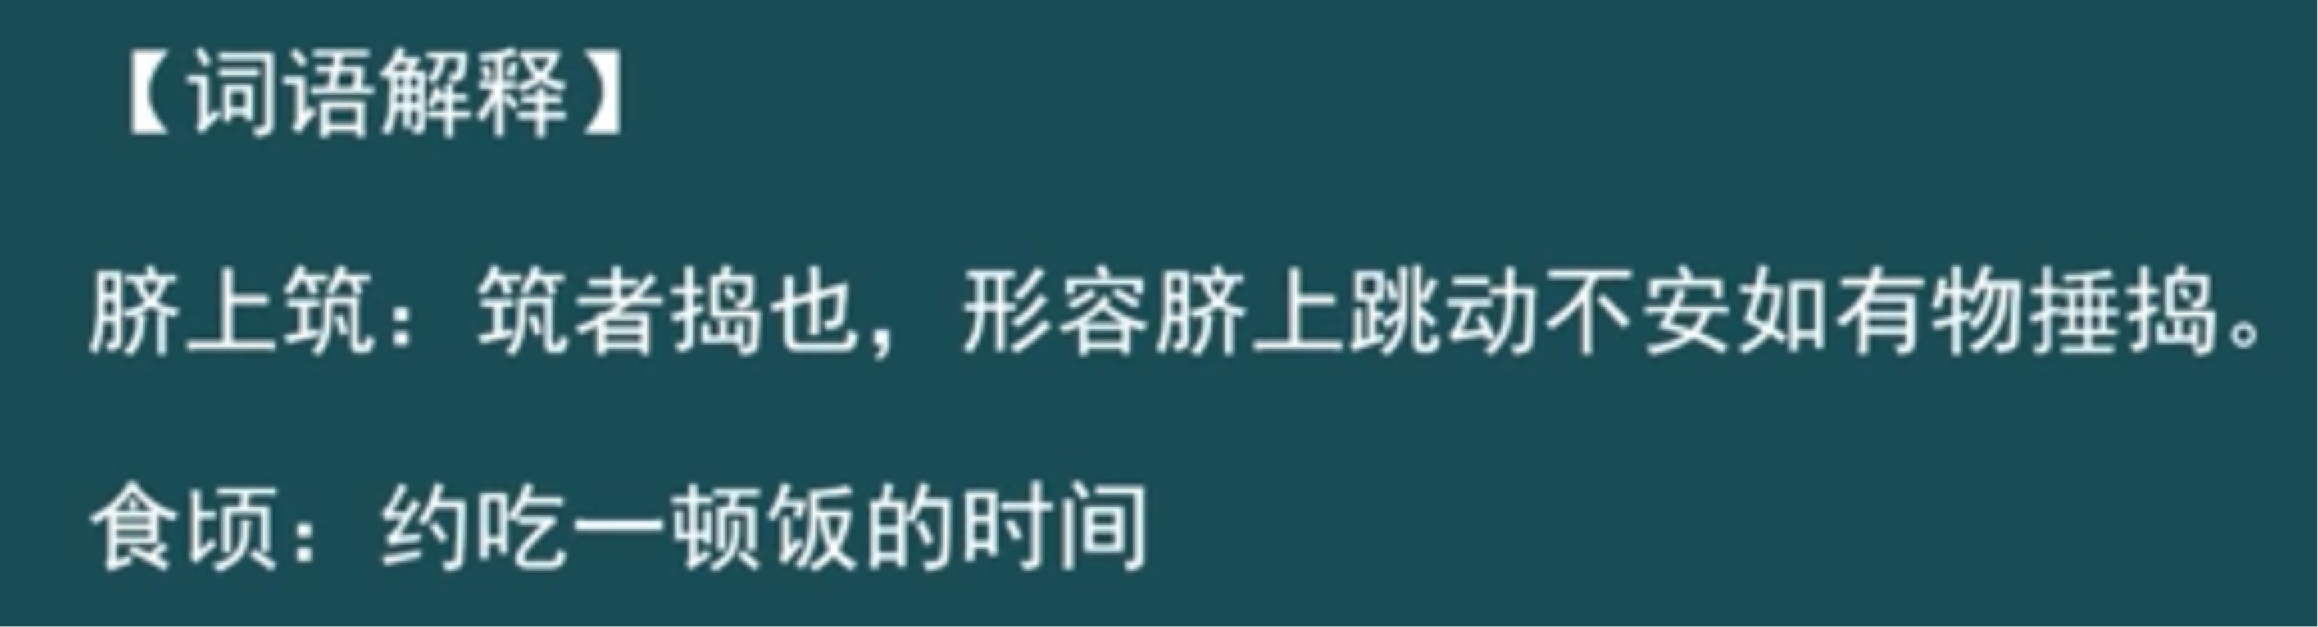 【词语解释】
脐上筑：筑者捣也，形容脐上跳动不安如有物捶捣。
食顷：约吃一顿饭的时间